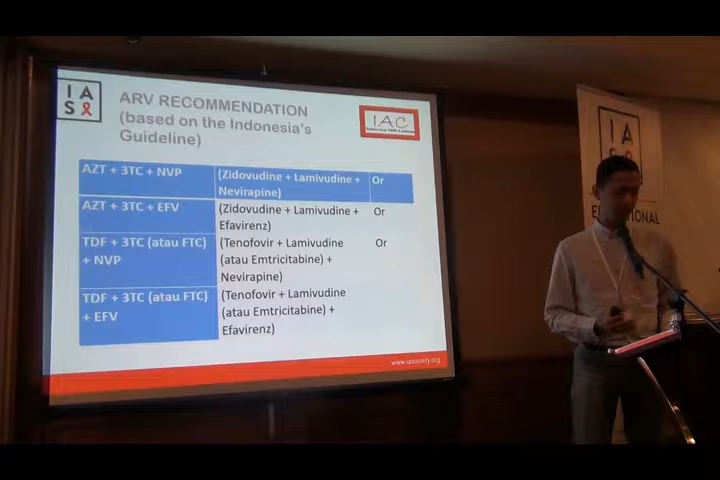 IAS
ARV RECOMMENDATION
(based on the Indonesia's
Guideline)
IAC
AZT + 3TC + NVP
(Zidovudine + Lamivudine +
Nevirapine)
Or
AZT + 3TC + EFV
(Zidovudine + Lamivudine +
Efavirenz)
Or
TDF + 3TC (atau FTC)
+ NVP
(Tenofovir + Lamivudine
(atau Emtricitabine) +
Nevirapine)
Or
TDF + 3TC (atau FTC)
+ EFV
(Tenofovir + Lamivudine
(atau Emtricitabine) +
Efavirenz)
www.iasociety.org
IA